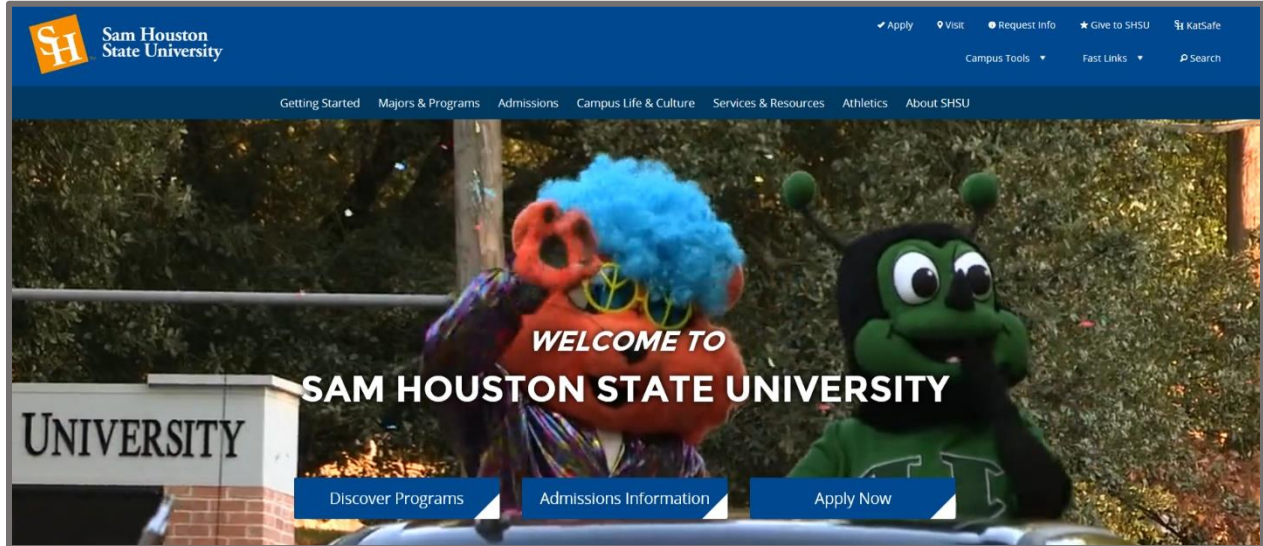 SH
Sam Houston
State University
Apply Visit Request Info Give to SHSU SH KatSafe
Campus Tools Fast Links Search
Getting Started Majors & Programs Admissions Campus Life & Culture Services & Resources Athletics About SHSU
WELCOME TO
SAM HOUSTON STATE UNIVERSITY
UNIVERSITY
Discover Programs Admissions Information Apply Now